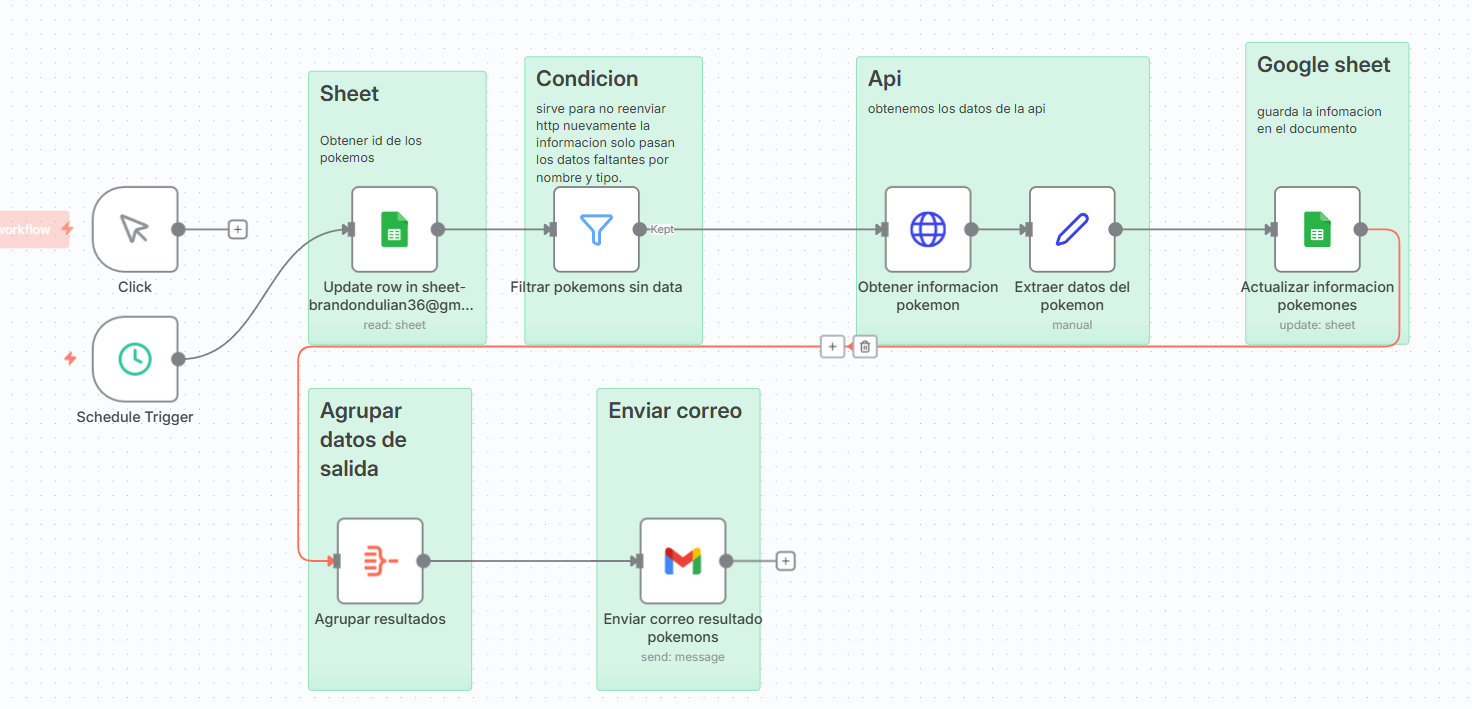 Sheet
Obtener id de los
pokemos
Condicion
sirve para no reenviar
http nuevamente la
informacion solo pasan
los datos faltantes por
nombre y tipo.
Api
obtenemos los datos de la api
Google sheet
guarda la infomacion
en el documento
workflow
Click
Schedule Trigger
Update row in sheet-
brandondulian36@gm...
read: sheet
Filtrar pokemons sin data
Kept
Obtener informacion
pokemon
Extraer datos del
pokemon
manual
Actualizar informacion
pokemones
update: sheet
Agrupar
datos de
salida
Agrupar resultados
Enviar correo
Enviar correo resultado
pokemons
send: message